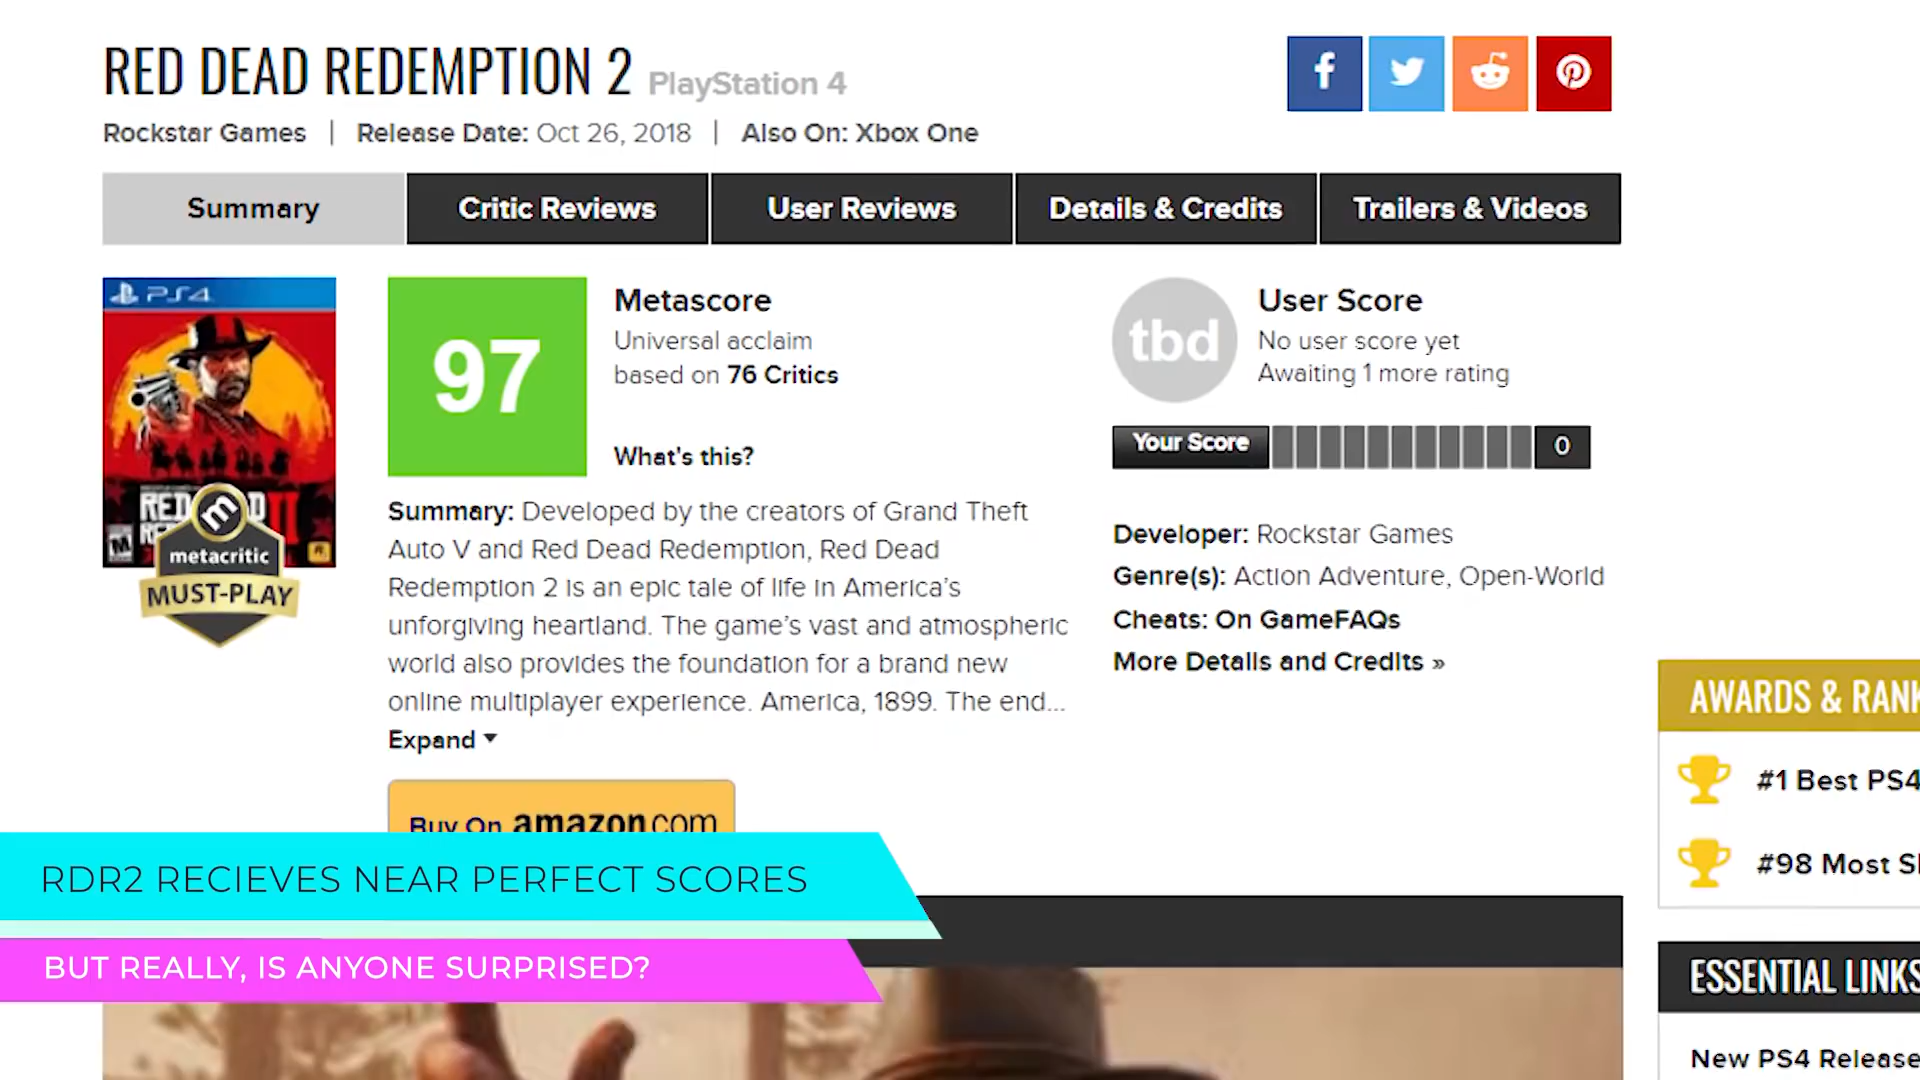 RED DEAD REDEMPTION 2 PlayStation 4
Rockstar Games | Release Date: Oct 26, 2018 | Also On: Xbox One
Summary
Critic Reviews
User Reviews
Details & Credits
Trailers & Videos
PS4
RED DEAD
metacritic
MUST-PLAY
97
Metascore
Universal acclaim
based on 76 Critics
What's this?
Summary: Developed by the creators of Grand Theft
Auto V and Red Dead Redemption, Red Dead
Redemption 2 is an epic tale of life in America's
unforgiving heartland. The game's vast and atmospheric
world also provides the foundation for a brand new
online multiplayer experience. America, 1899. The end...
Expand
Buy On amazon.com
tbd
User Score
No user score yet
Awaiting 1 more rating
Your Score
0
Developer: Rockstar Games
Genre(s): Action Adventure, Open-World
Cheats: On GameFAQs
More Details and Credits »
AWARDS & RANK
#1 Best PS4
#98 Most S
ESSENTIAL LINKS
New PS4 Release
RDR2 RECIEVES NEAR PERFECT SCORES
BUT REALLY, IS ANYONE SURPRISED?